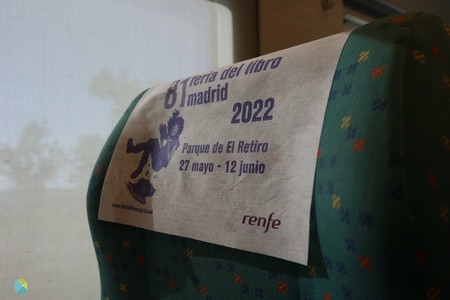 81 feria del libro
madrid
2022
Parque de El Retiro
27 mayo - 12 junio
renfe